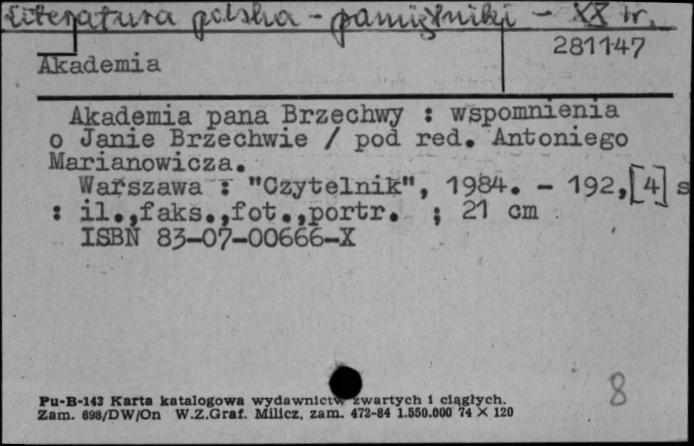 Literatura polska - pamiętniki - XX w.
281147
Akademia
Akademia pana Brzechwy : wspomnienia
o Janie Brzechwie / pod red. Antoniego
Marianowicza.
Warszawa : "Czytelnik", 1984. - 192,[4] s
: il.,faks.,fot.,portr. ; 21 cm
ISBN 83-07-00666-X
8
Pu-B-143 Karta katalogowa wydawnictw zwartych i ciągłych.
Zam. 698/DW/On W.Z.Graf. Milicz, zam. 472-84 1.550.000 74 × 120